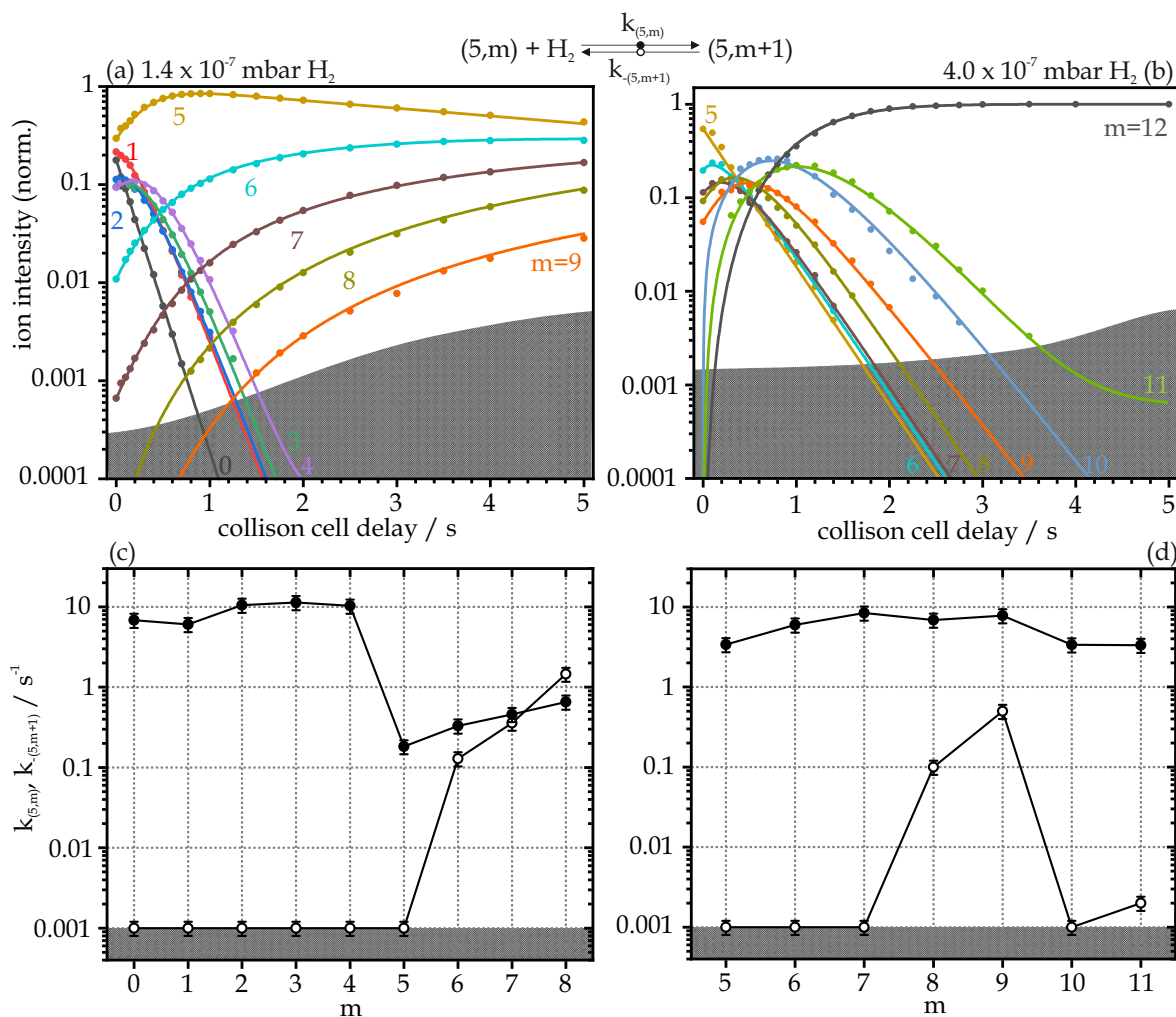 k(5,m)
(5,m) + H2 (5,m+1)
k-(5,m+1)
(a) 1.4 x 10-7 mbar H2
4.0 x 10-7 mbar H2 (b)
ion intensity (norm.)
1
0.1
0.01
0.001
0.0001
5
1
2
6
7
8
m=9
3
4
0
0 1 2 3 4 5
collison cell delay / s
1
0.1
0.01
0.001
0.0001
5
m=12
11
6 7 8 9 10
0 1 2 3 4 5
collison cell delay / s
(c)
k(5,m), k-(5,m+1) / s-1
10
1
0.1
0.01
0.001
0 1 2 3 4 5 6 7 8
m
(d)
10
1
0.1
0.01
0.001
5 6 7 8 9 10 11
m